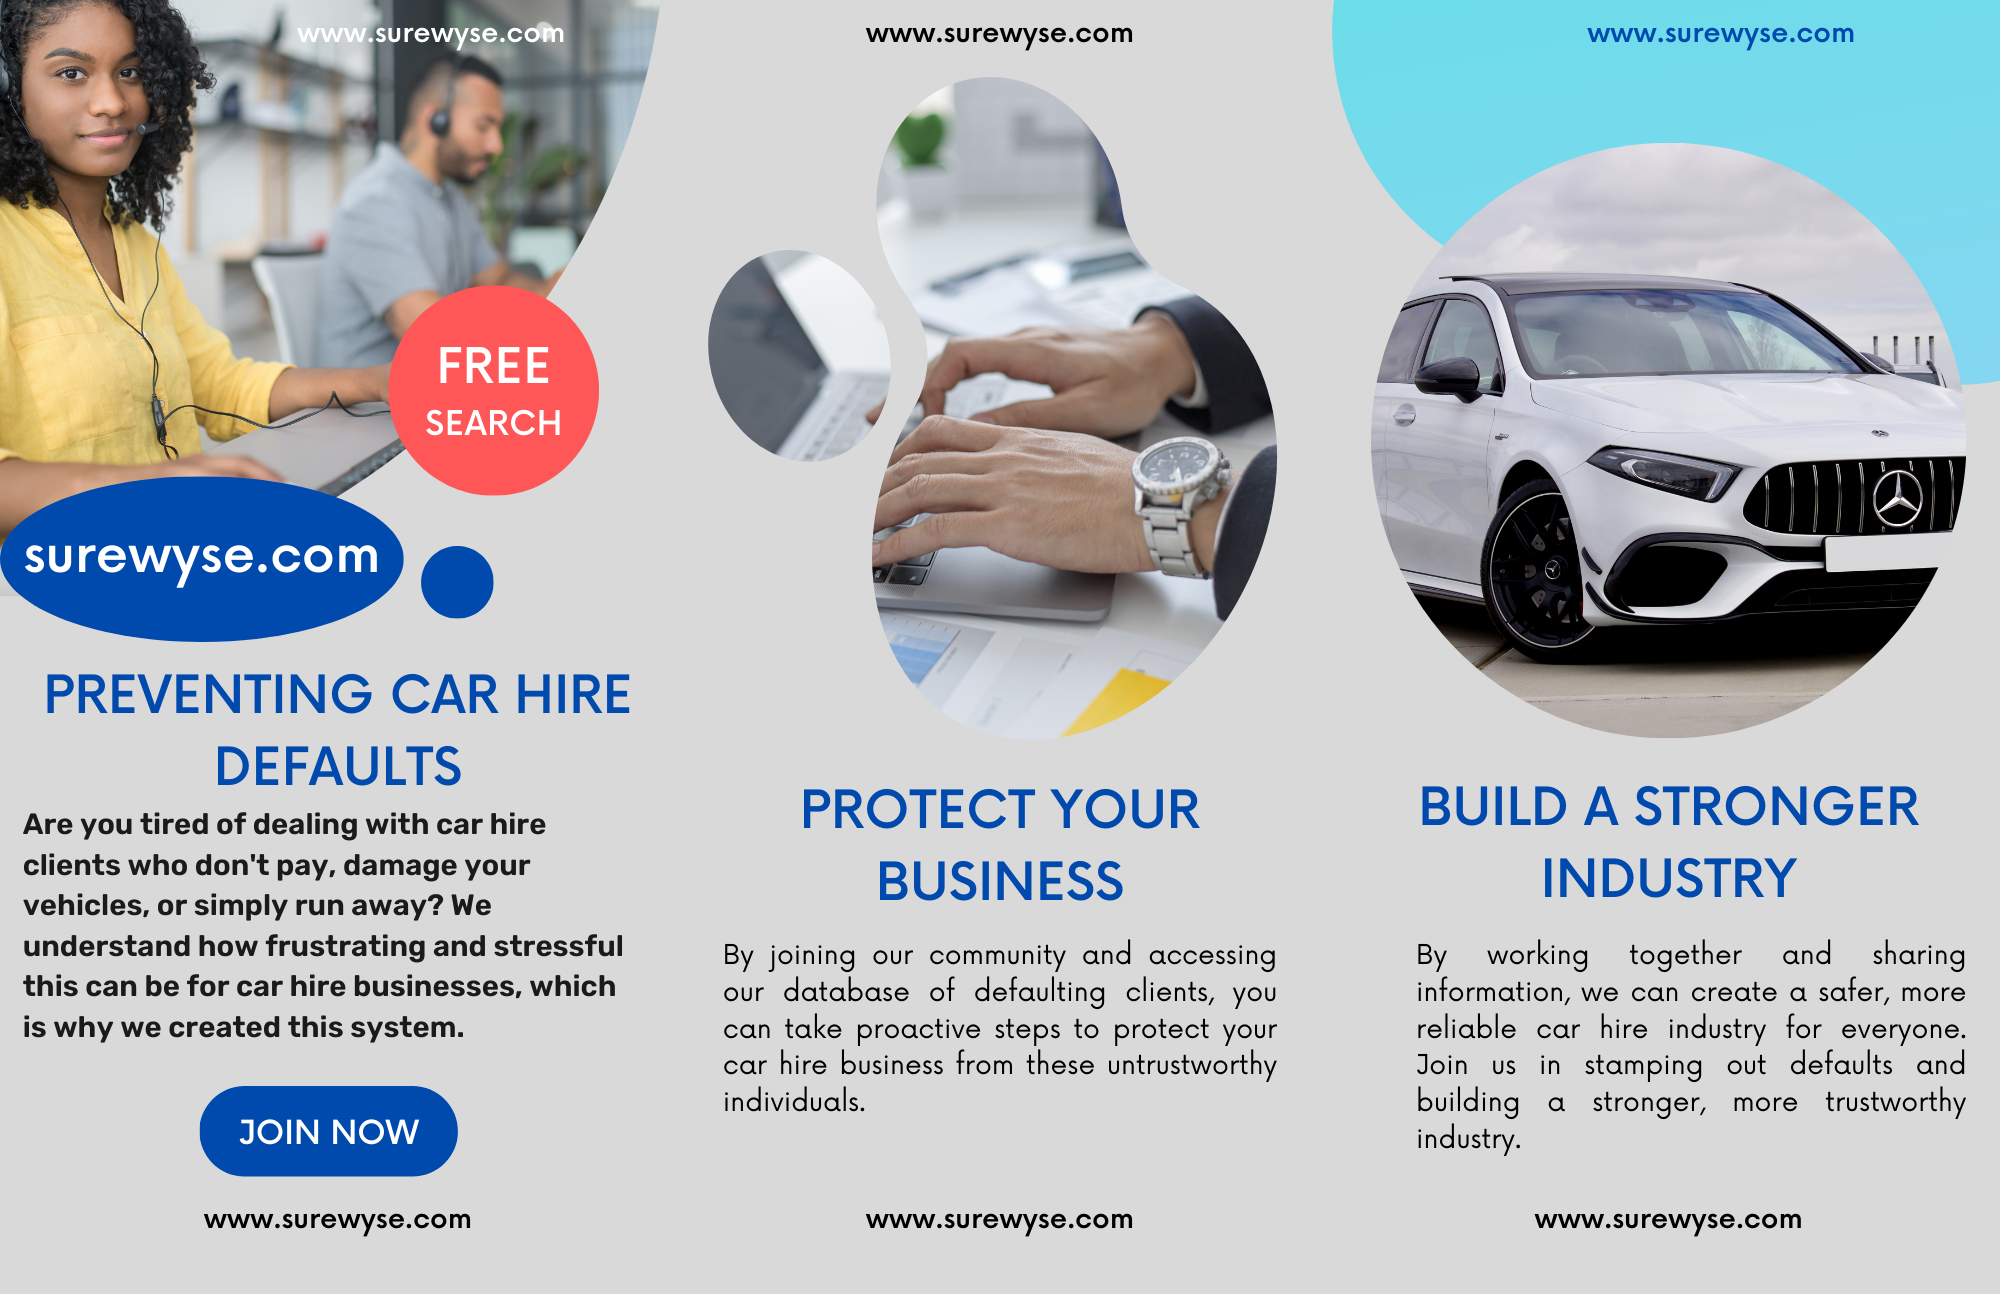 www.surewyse.com
FREE
SEARCH
surewyse.com
PREVENTING CAR HIRE
DEFAULTS
Are you tired of dealing with car hire
clients who don't pay, damage your
vehicles, or simply run away? We
understand how frustrating and stressful
this can be for car hire businesses, which
is why we created this system.
JOIN NOW
www.surewyse.com
www.surewyse.com
PROTECT YOUR
BUSINESS
By joining our community and accessing
our database of defaulting clients, you
can take proactive steps to protect your
car hire business from these untrustworthy
individuals.
www.surewyse.com
www.surewyse.com
BUILD A STRONGER
INDUSTRY
By working together and sharing
information, we can create a safer, more
reliable car hire industry for everyone.
Join us in stamping out defaults and
building a stronger, more trustworthy
industry.
www.surewyse.com